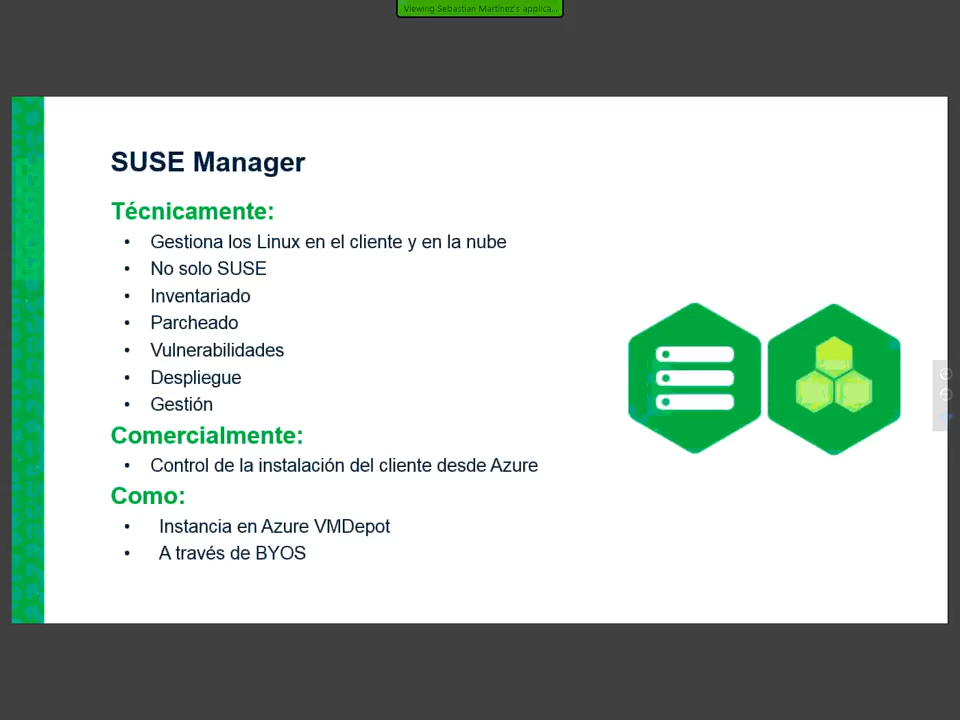 Viewing Sebastian Martinez's applica...
SUSE Manager
Técnicamente:
• Gestiona los Linux en el cliente y en la nube
• No solo SUSE
• Inventariado
• Parcheado
• Vulnerabilidades
• Despliegue
• Gestión
Comercialmente:
• Control de la instalación del cliente desde Azure
Como:
• Instancia en Azure VMDepot
• A través de BYOS